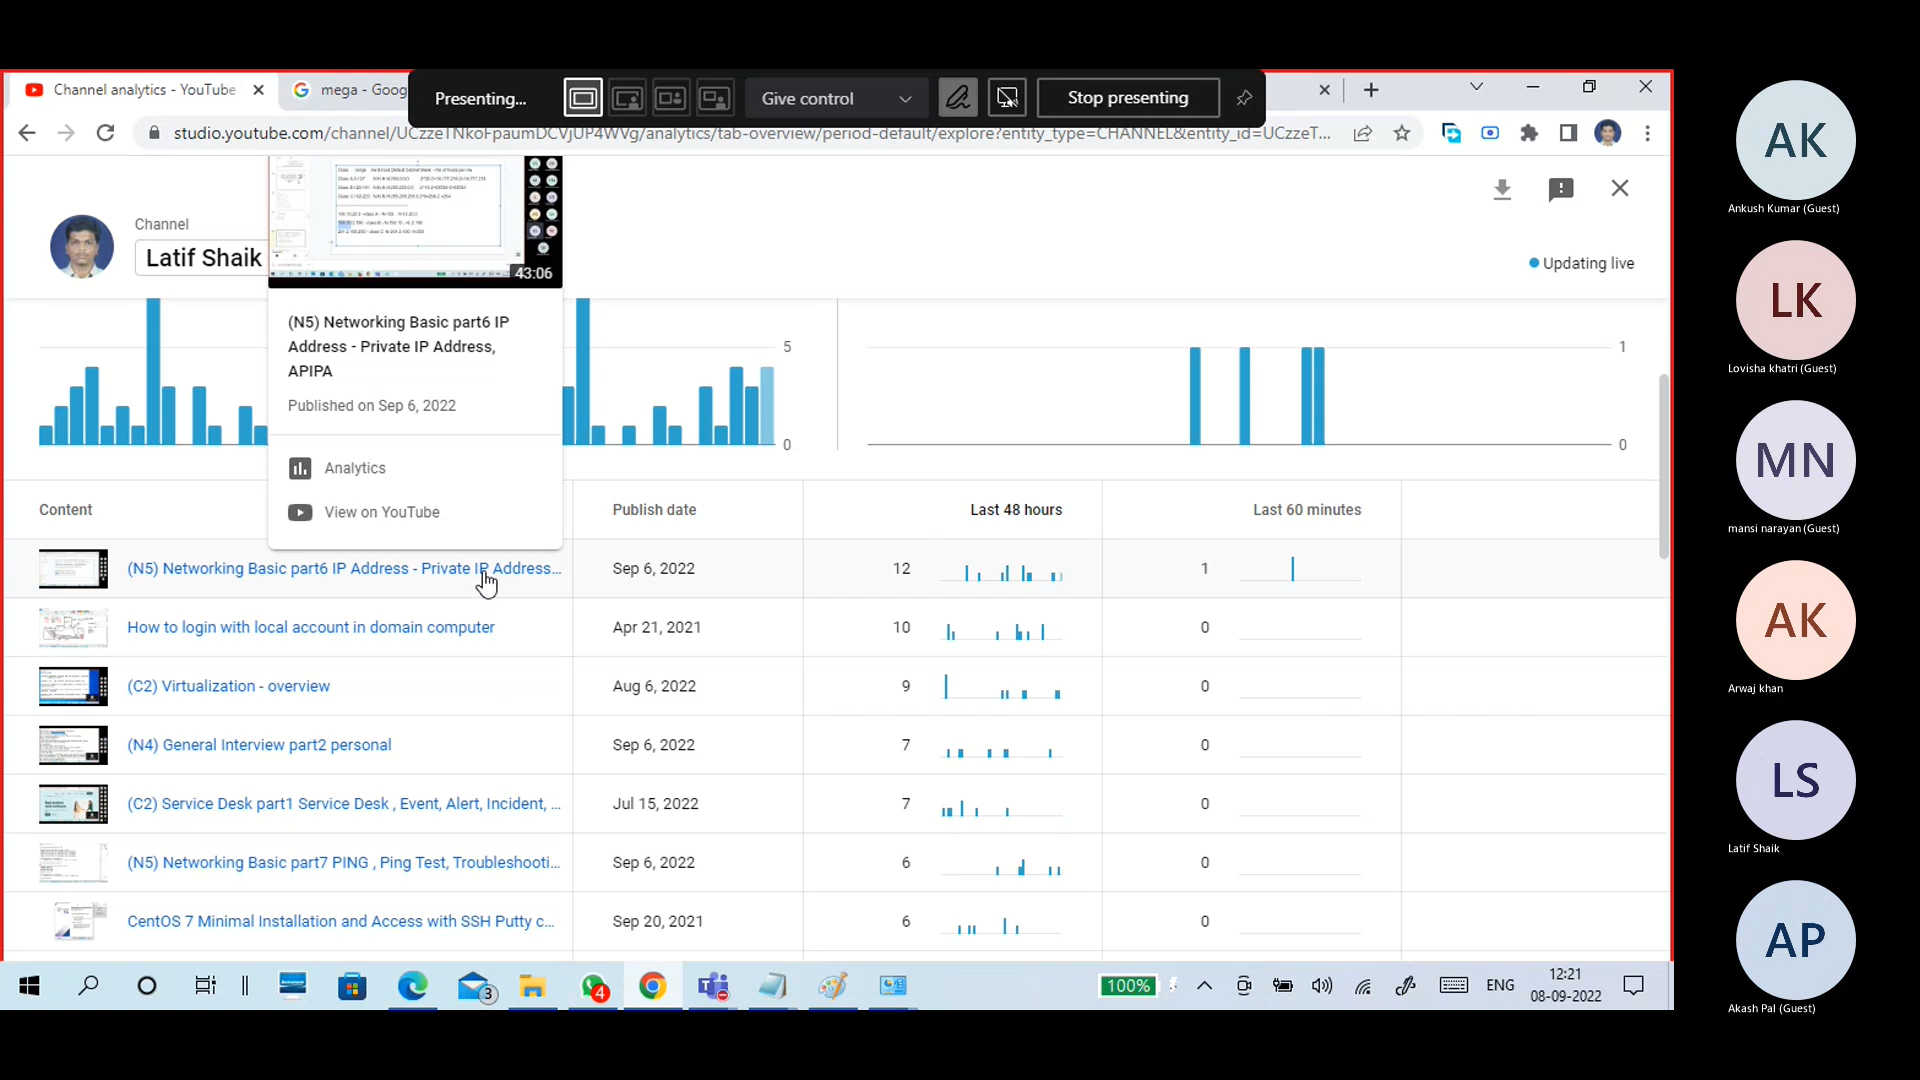 Channel analytics - YouTube
mega - Goog
Presenting...
Give control
Stop presenting
studio.youtube.com/channel/UCzzeTNkoFpaumDCVjUP4WVg/analytics/tab-overview/period-default/explore?entity_type=CHANNEL&entity_id=UCzzeT...
Channel
Latif Shaik
43:06
Updating live
(N5) Networking Basic part6 IP
Address - Private IP Address,
APIPA
Published on Sep 6, 2022
Analytics
View on YouTube
5
0
1
0
Content
Publish date
Last 48 hours
Last 60 minutes
(N5) Networking Basic part6 IP Address - Private IP Address... Sep 6, 2022 12 1
How to login with local account in domain computer Apr 21, 2021 10 0
(C2) Virtualization - overview Aug 6, 2022 9 0
(N4) General Interview part2 personal Sep 6, 2022 7 0
(C2) Service Desk part1 Service Desk , Event, Alert, Incident, ... Jul 15, 2022 7 0
(N5) Networking Basic part7 PING , Ping Test, Troubleshooti... Sep 6, 2022 6 0
CentOS 7 Minimal Installation and Access with SSH Putty c... Sep 20, 2021 6 0
3
4
100%
ENG
12:21
08-09-2022
AK
Ankush Kumar (Guest)
LK
Lovisha khatri (Guest)
MN
mansi narayan (Guest)
AK
Arwaj khan
LS
Latif Shaik
AP
Akash Pal (Guest)